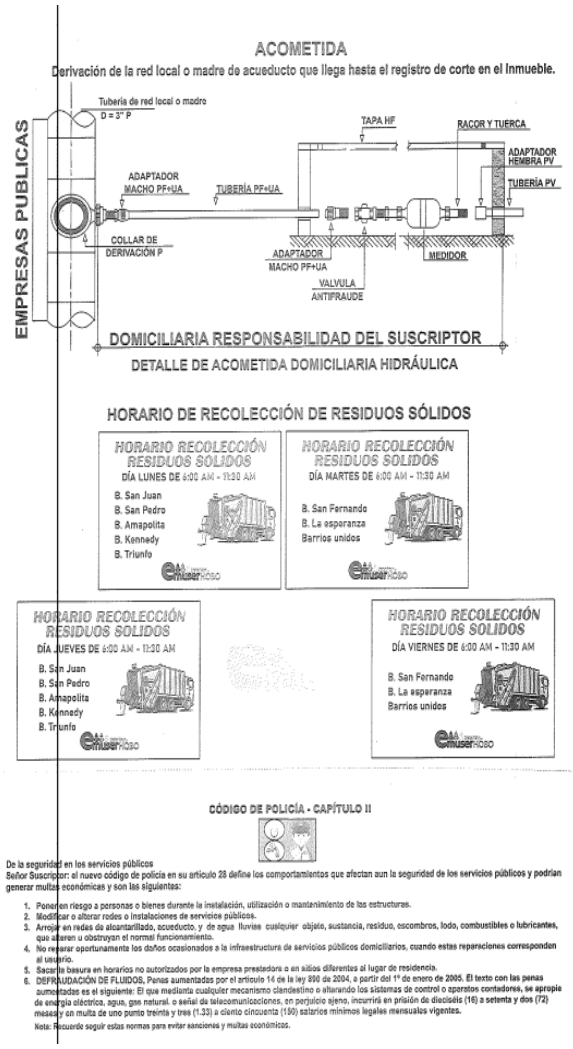 ACOMETIDA
Derivación de la red local o madre de acueducto que llega hasta el registro de corte en el Inmueble.
Tubería de red local o madre
D = 3" P
TAPA HF
RACOR Y TUERCA
ADAPTADOR
HEMBRA PV
TUBERÍA PV
ADAPTADOR
MACHO PF+UA
TUBERÍA PF+UA
EMPRESAS PUBLICAS
COLLAR DE
DERIVACIÓN P
ADAPTADOR
MACHO PF+UA
MEDIDOR
VALVULA
ANTIFRAUDE
DOMICILIARIA RESPONSABILIDAD DEL SUSCRIPTOR
DETALLE DE ACOMETIDA DOMICILIARIA HIDRÁULICA
HORARIO DE RECOLECCIÓN DE RESIDUOS SÓLIDOS
HORARIO RECOLECCIÓN
RESIDUOS SOLIDOS
DÍA LUNES DE 6:00 AM - 11:30 AM
B. San Juan
B. San Pedro
B. Amapolita
B. Kennedy
B. Triunfo
emuserHOBO
HORARIO RECOLECCIÓN
RESIDUOS SOLIDOS
DÍA MARTES DE 6:00 AM - 11:30 AM
B. San Fernando
B. La esperanza
Barrios unidos
emuserHOBO
HORARIO RECOLECCIÓN
RESIDUOS SOLIDOS
DÍA JUEVES DE 6:00 AM - 11:30 AM
B. San Juan
B. San Pedro
B. Amapolita
B. Kennedy
B. Triunfo
emuserHOBO
HORARIO RECOLECCIÓN
RESIDUOS SOLIDOS
DÍA VIERNES DE 6:00 AM - 11:30 AM
B. San Fernando
B. La esperanza
Barrios unidos
emuserHOBO
CÓDIGO DE POLICÍA - CAPÍTULO II
De la seguridad en los servicios públicos
Señor Suscriptor: el nuevo código de policía en su articulo 28 define los comportamientos que afectan aun la seguridad de los servicios públicos y podrian
generar multas económicas y son las siguientes:
1. Poner en riesgo a personas o bienes durante la instalación, utilización o mantenimiento de las estructuras.
2. Modificar o alterar redes o instalaciones de servicios públicos.
3. Arrojar en redes de alcantarillado, acueducto, y de agua lluvias cualquier objeto, sustancia, residuo, escombros, lodo, combustibles o lubricantes,
que alteren u obstruyan el normal funcionamiento.
4. No reparar oportunamente los daños ocasionados a la infraestructura de servicios públicos domiciliarios, cuando estas reparaciones corresponden
al usuario.
5. Sacar la basura en horarios no autorizados por la empresa prestadora o en sitios diferentes al lugar de residencia.
6. DEFRAUDACIÓN DE FLUIDOS, Penas aumentadas por el articulo 14 de la ley 890 de 2004, a partir del 1º de enero de 2005. El texto con las penas
aumentadas es el siguiente: El que mediante cualquier mecanismo clandestino o alterando los sistemas de control o aparatos contadores, se apropie
de energía eléctrica, agua, gas natural. o señal de telecomunicaciones, en perjuicio ajeno, incurrirá en prisión de dieciséis (16) a setenta y dos (72)
meses y en multa de uno punto treinta y tres (1.33) a ciento cincuenta (150) salarios mínimos legales mensuales vigentes.
Nota: Recuerde seguir estas normas para evitar sanciones y multas económicas.